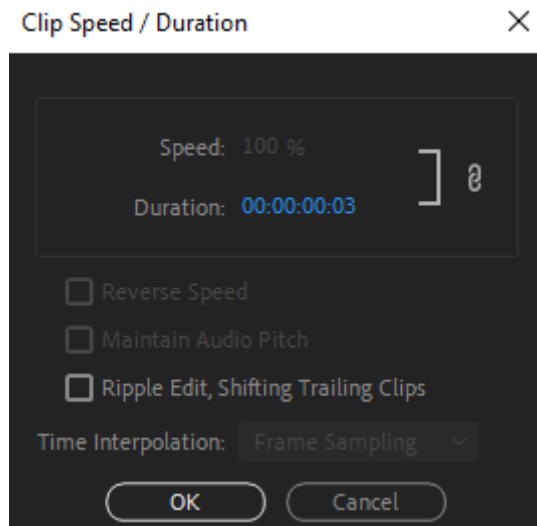 Clip Speed / Duration
Speed: 100 %
Duration: 00:00:00:03
Reverse Speed
Maintain Audio Pitch
Ripple Edit, Shifting Trailing Clips
Time Interpolation: Frame Sampling
OK Cancel